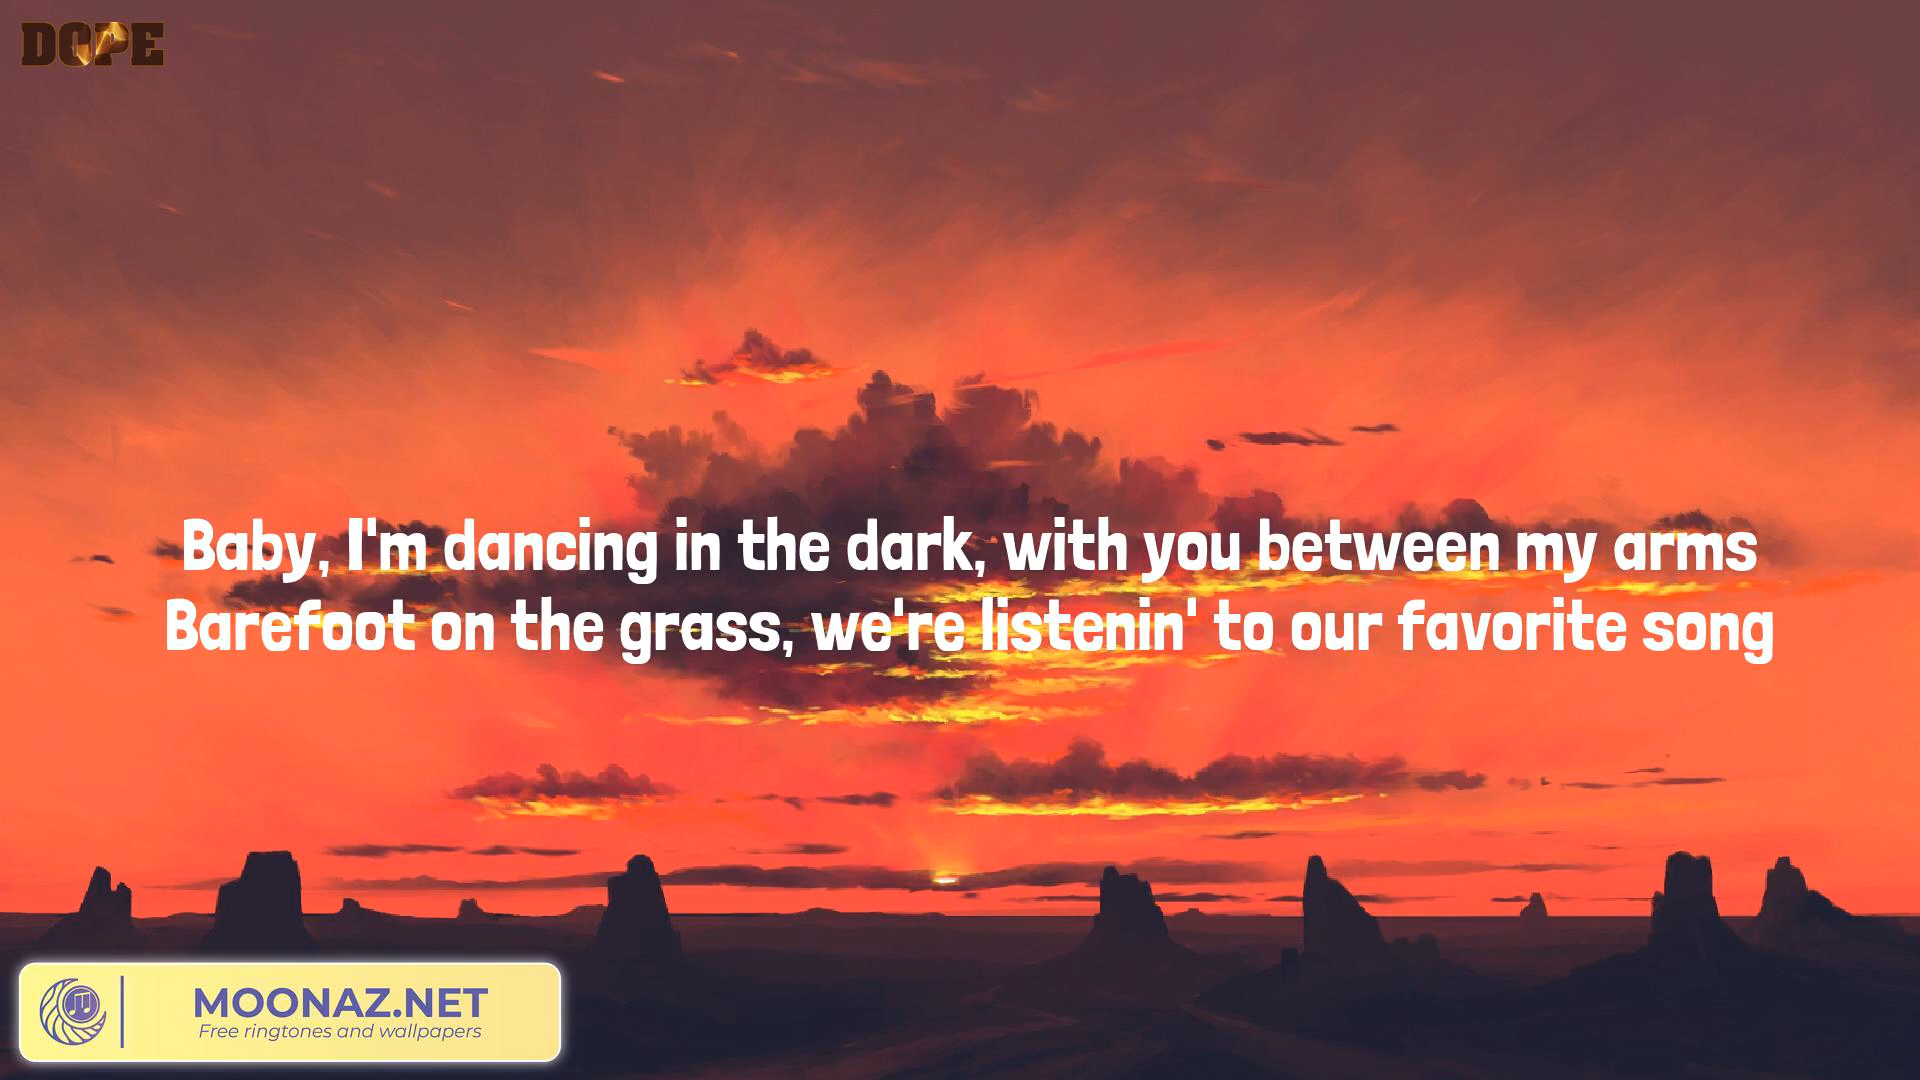 DOPE
Baby, I'm dancing in the dark, with you between my arms
Barefoot on the grass, we're listenin' to our favorite song
MOONAZ.NET
Free ringtones and wallpapers